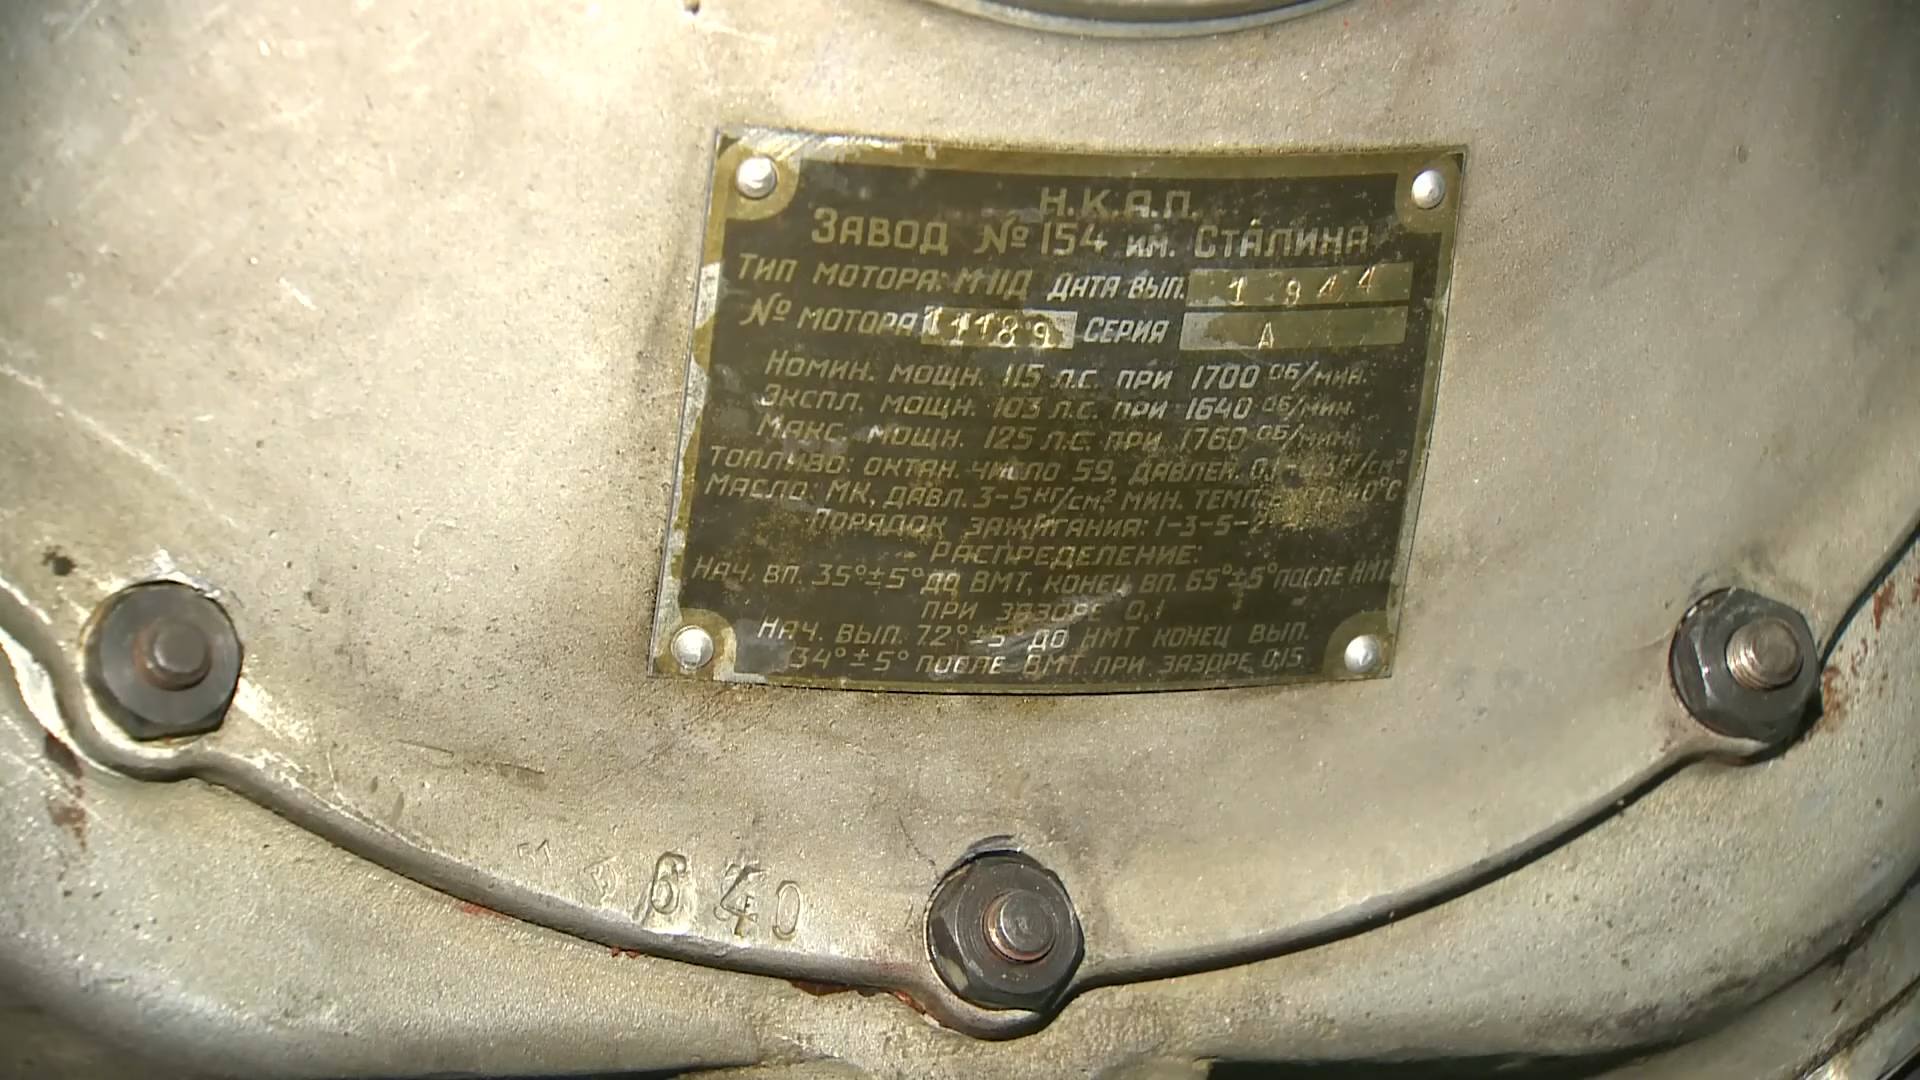 Н.К.А.П.
ЗАВОД № 154 ИМ. СТАЛИНА
ТИП МОТОРА: М11Д ДАТА ВЫП. 1944
№ МОТОРА 11189 СЕРИЯ А
НОМИН. МОЩН. 115 Л.С. ПРИ 1700 ОБ/МИН.
ЭКСПЛ. МОЩН. 103 Л.С. ПРИ 1640 ОБ/МИН.
МАКС. МОЩН. 125 Л.С. ПРИ 1760 ОБ/МИН.
ТОПЛИВО: ОКТАН. ЧИСЛО 59, ДАВЛЕН.
МАСЛО: МК, ДАВЛ. 3-5 КГ/СМ² МИН. ТЕМП.
ПОРЯДОК ЗАЖИГАНИЯ: 1-3-5-2
РАСПРЕДЕЛЕНИЕ:
НАЧ. ВП. 35°±5° ДО ВМТ, КОНЕЦ ВП. 65°±5° ПОСЛЕ НМТ
ПРИ ЗАЗОРЕ 0,1
НАЧ. ВЫП. 72°±5° ДО НМТ КОНЕЦ ВЫП.
34°±5° ПОСЛЕ ВМТ ПРИ ЗАЗОРЕ 0,15
640